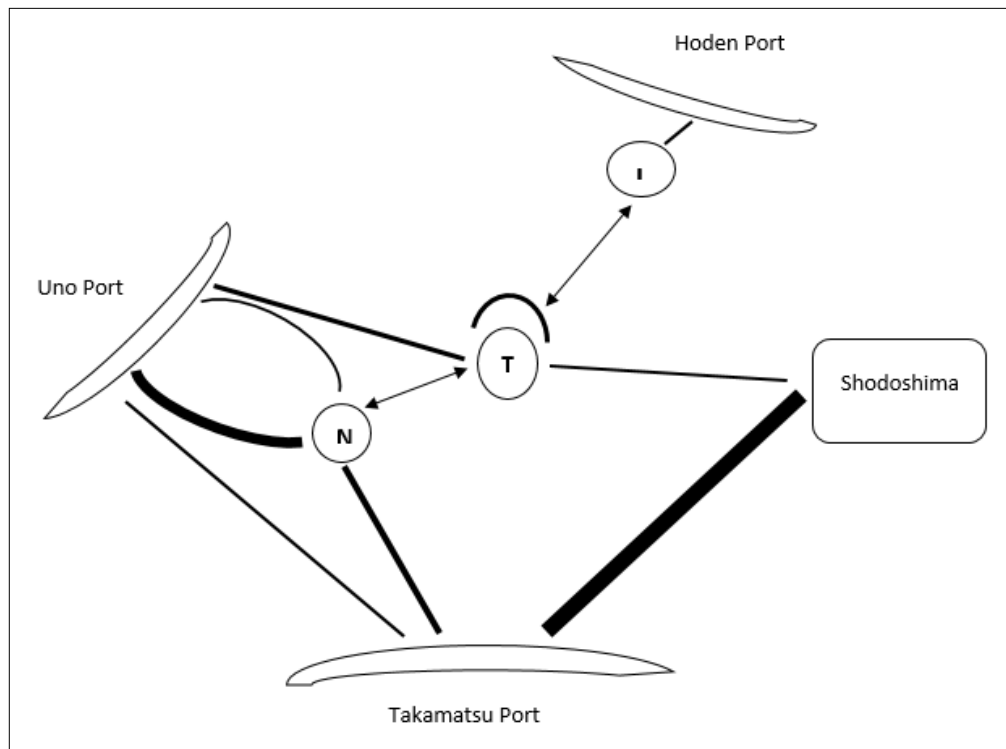 Hoden Port
I
Uno Port
T
Shodoshima
N
Takamatsu Port